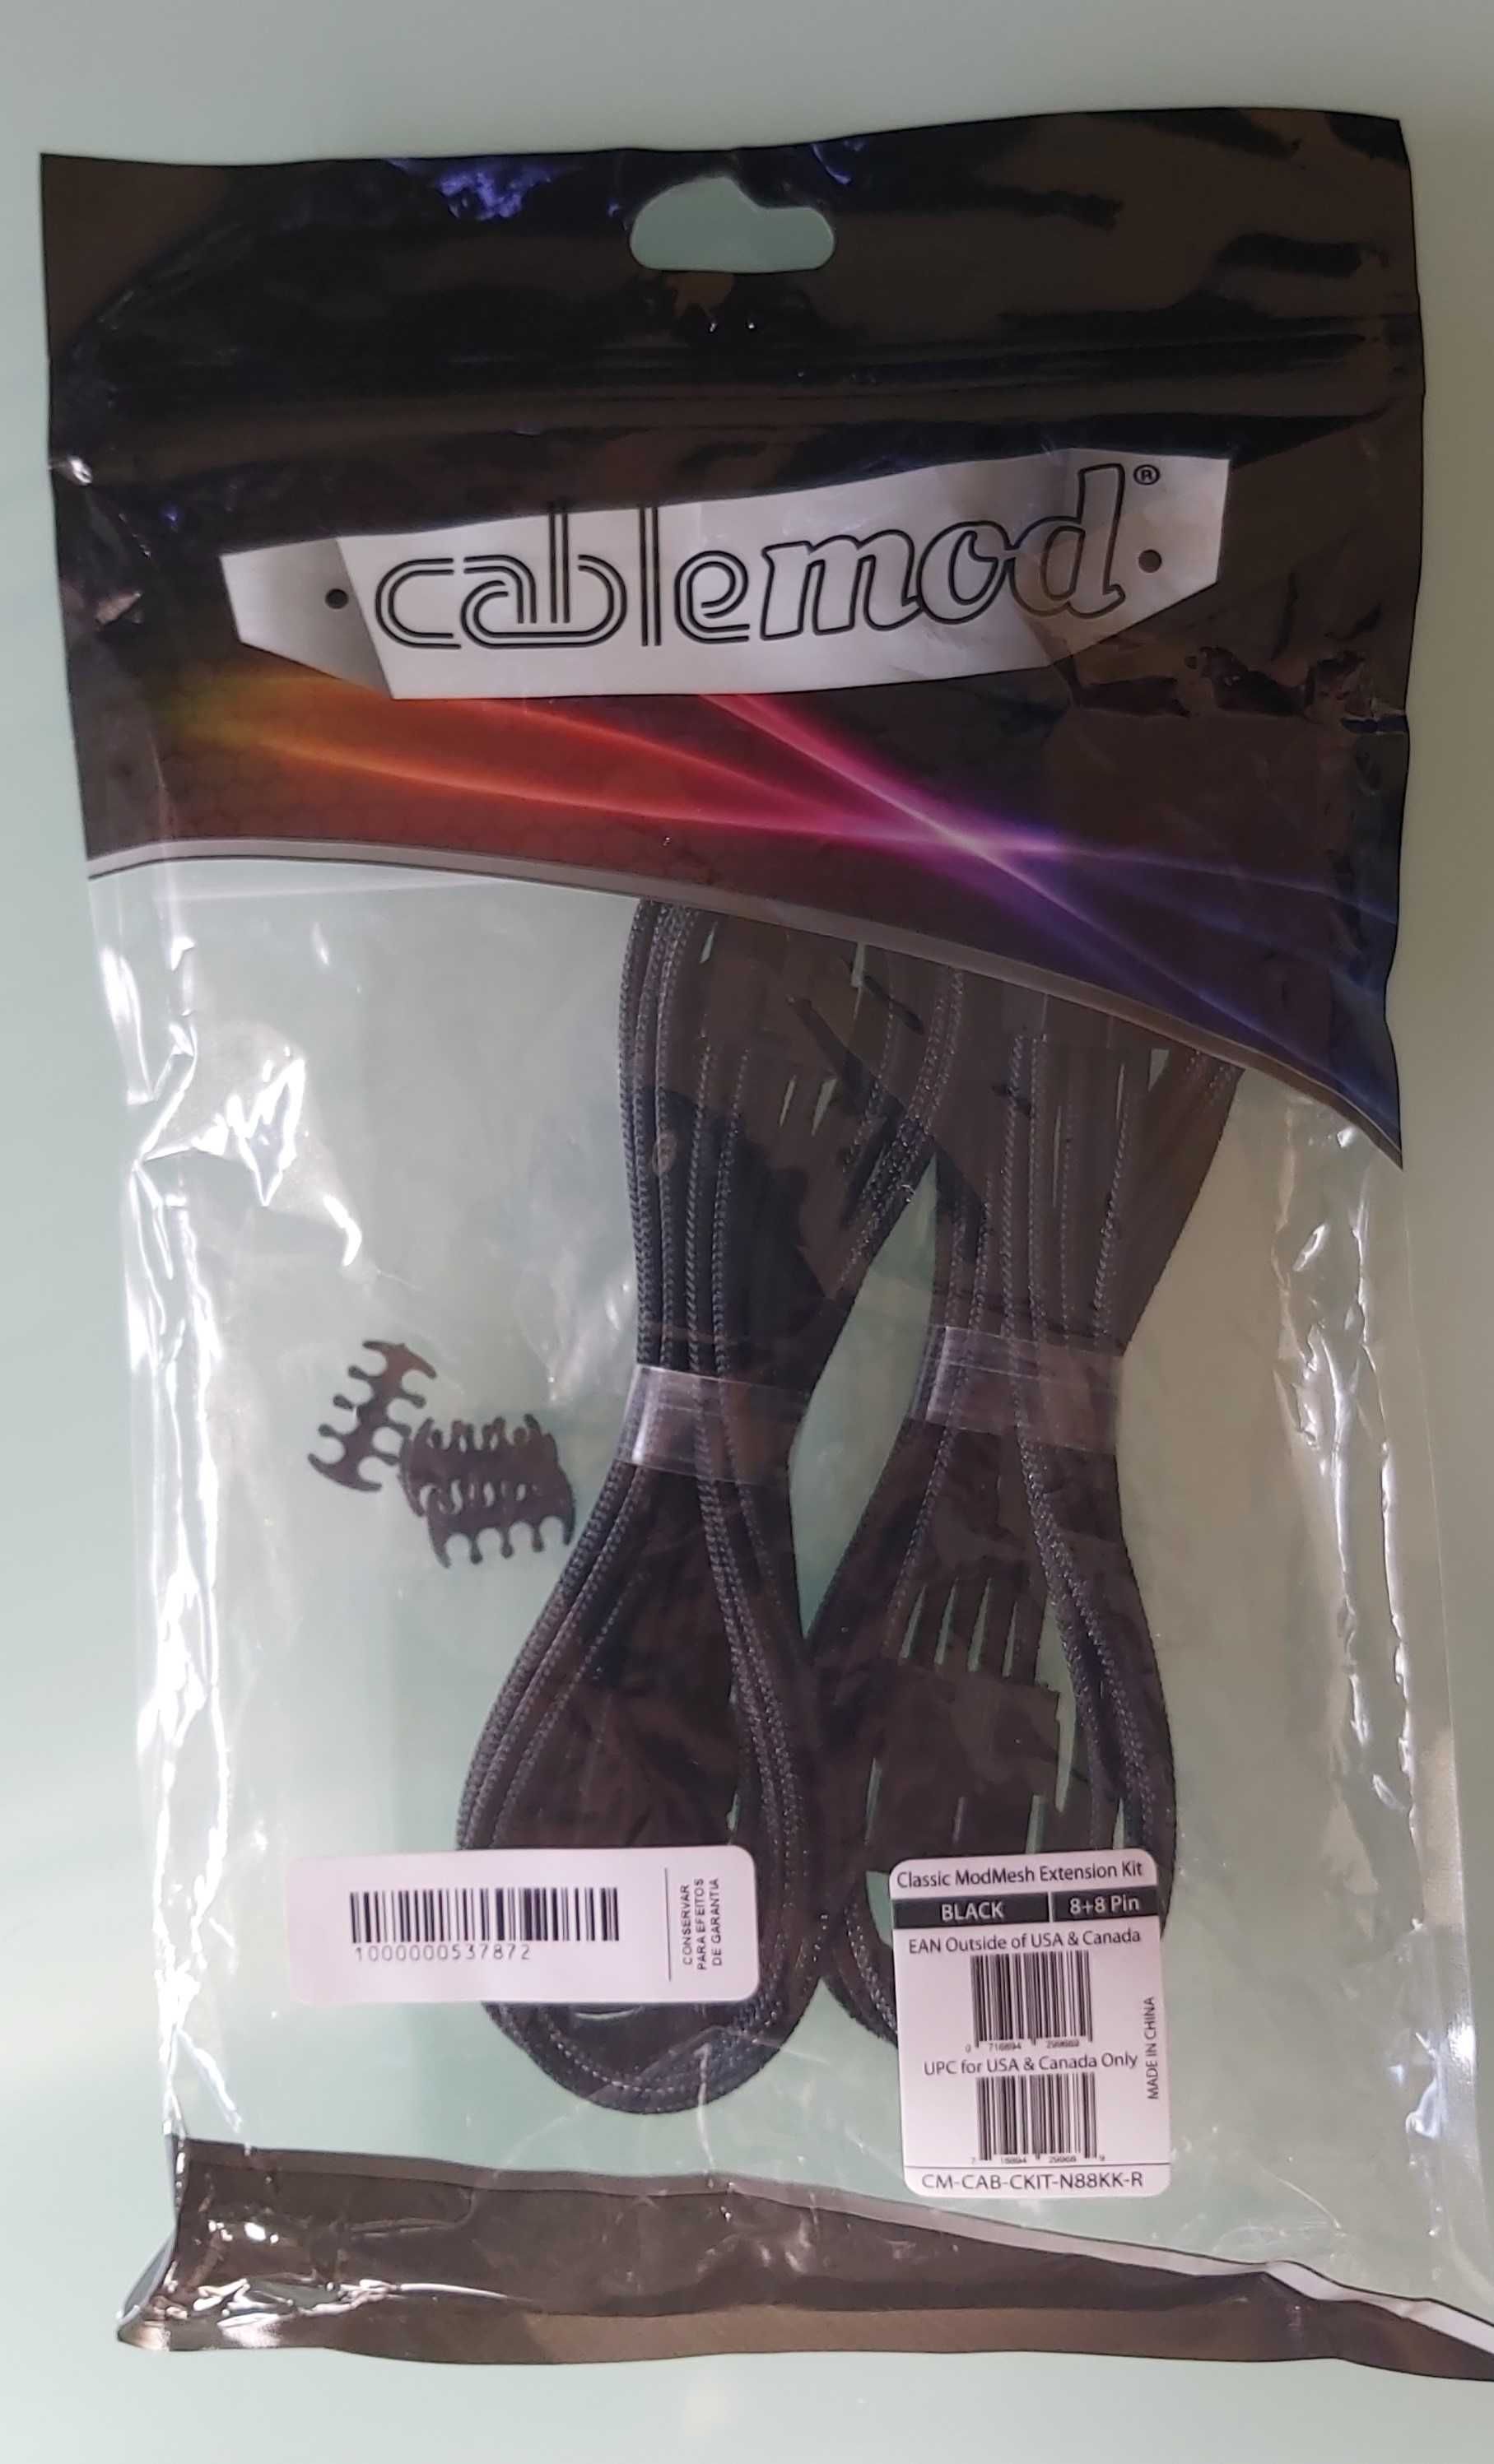 cablemod®
1000000537872
CONSERVAR
PARA EFEITOS
DE GARANTIA
Classic ModMesh Extension Kit
BLACK 8+8 Pin
EAN Outside of USA & Canada
UPC for USA & Canada Only
MADE IN CHINA
CM-CAB-CKIT-N88KK-R